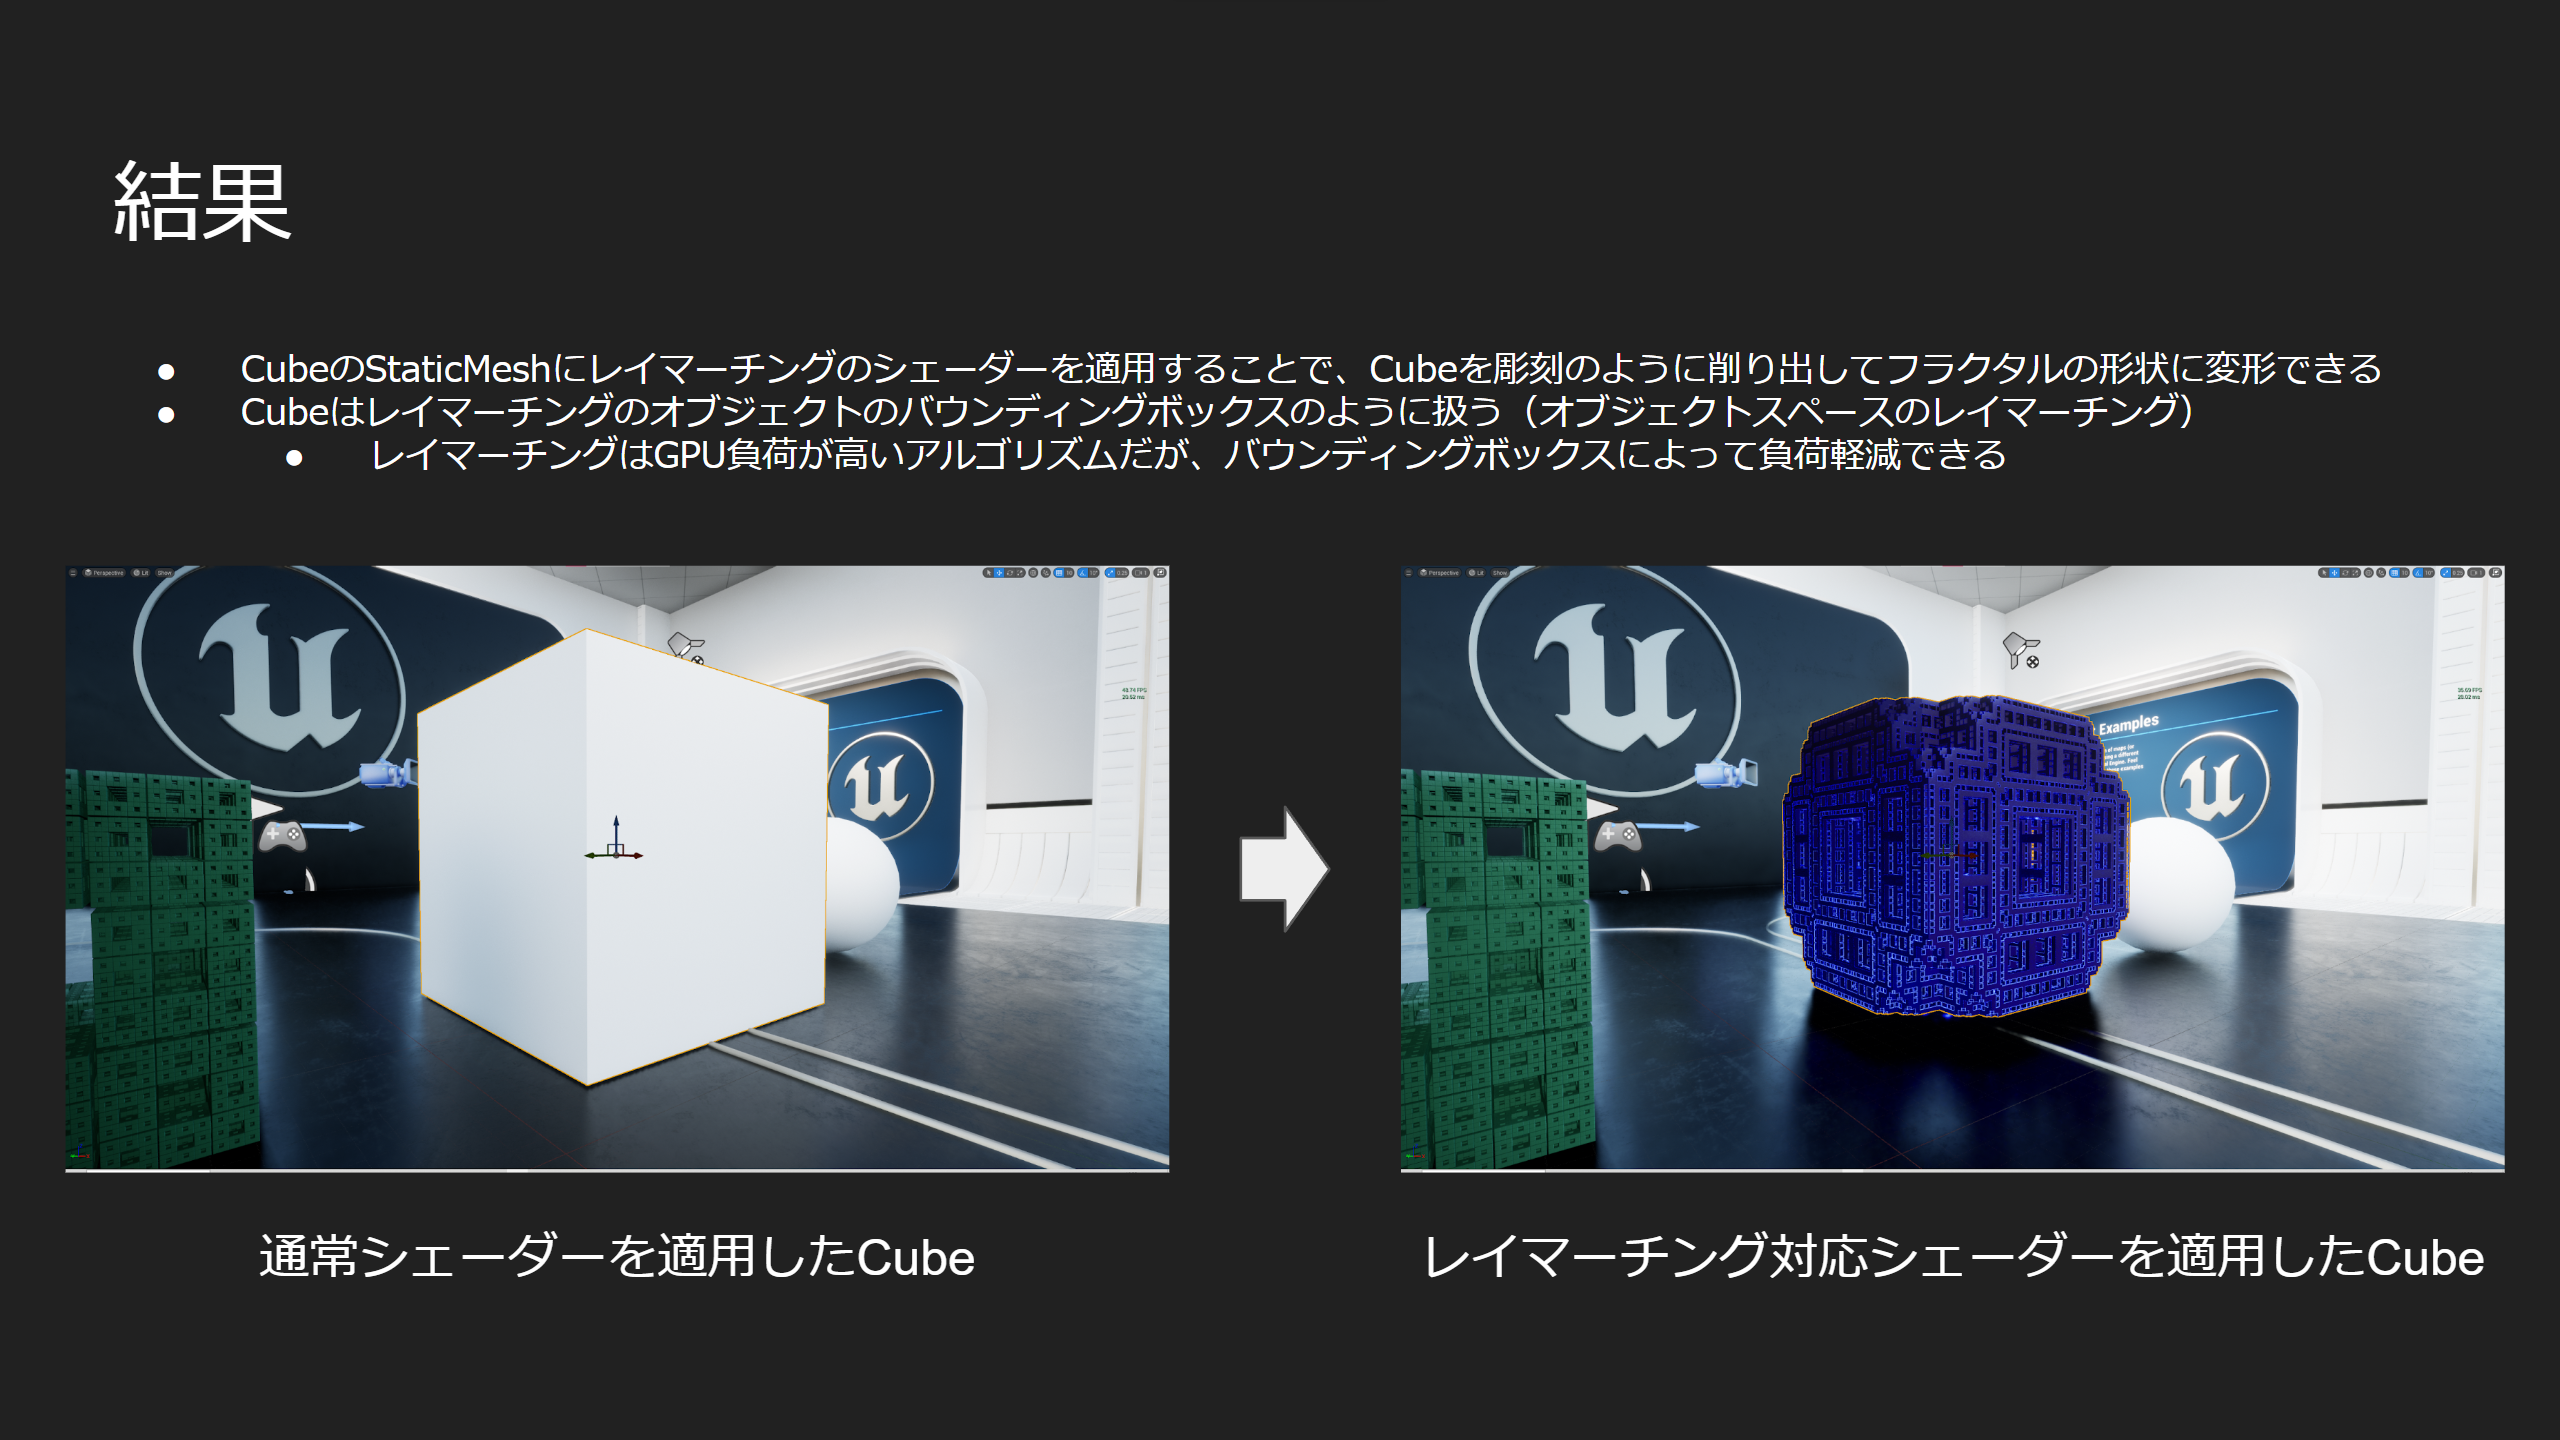 結果
● CubeのStaticMeshにレイマーチングのシェーダーを適用することで、Cubeを彫刻のように削り出してフラクタルの形状に変形できる
● Cubeはレイマーチングのオブジェクトのバウンディングボックスのように扱う（オブジェクトスペースのレイマーチング）
● レイマーチングはGPU負荷が高いアルゴリズムだが、バウンディングボックスによって負荷軽減できる
Perspective Lit Show
Perspective Lit Show
Examples
通常シェーダーを適用したCube
レイマーチング対応シェーダーを適用したCube